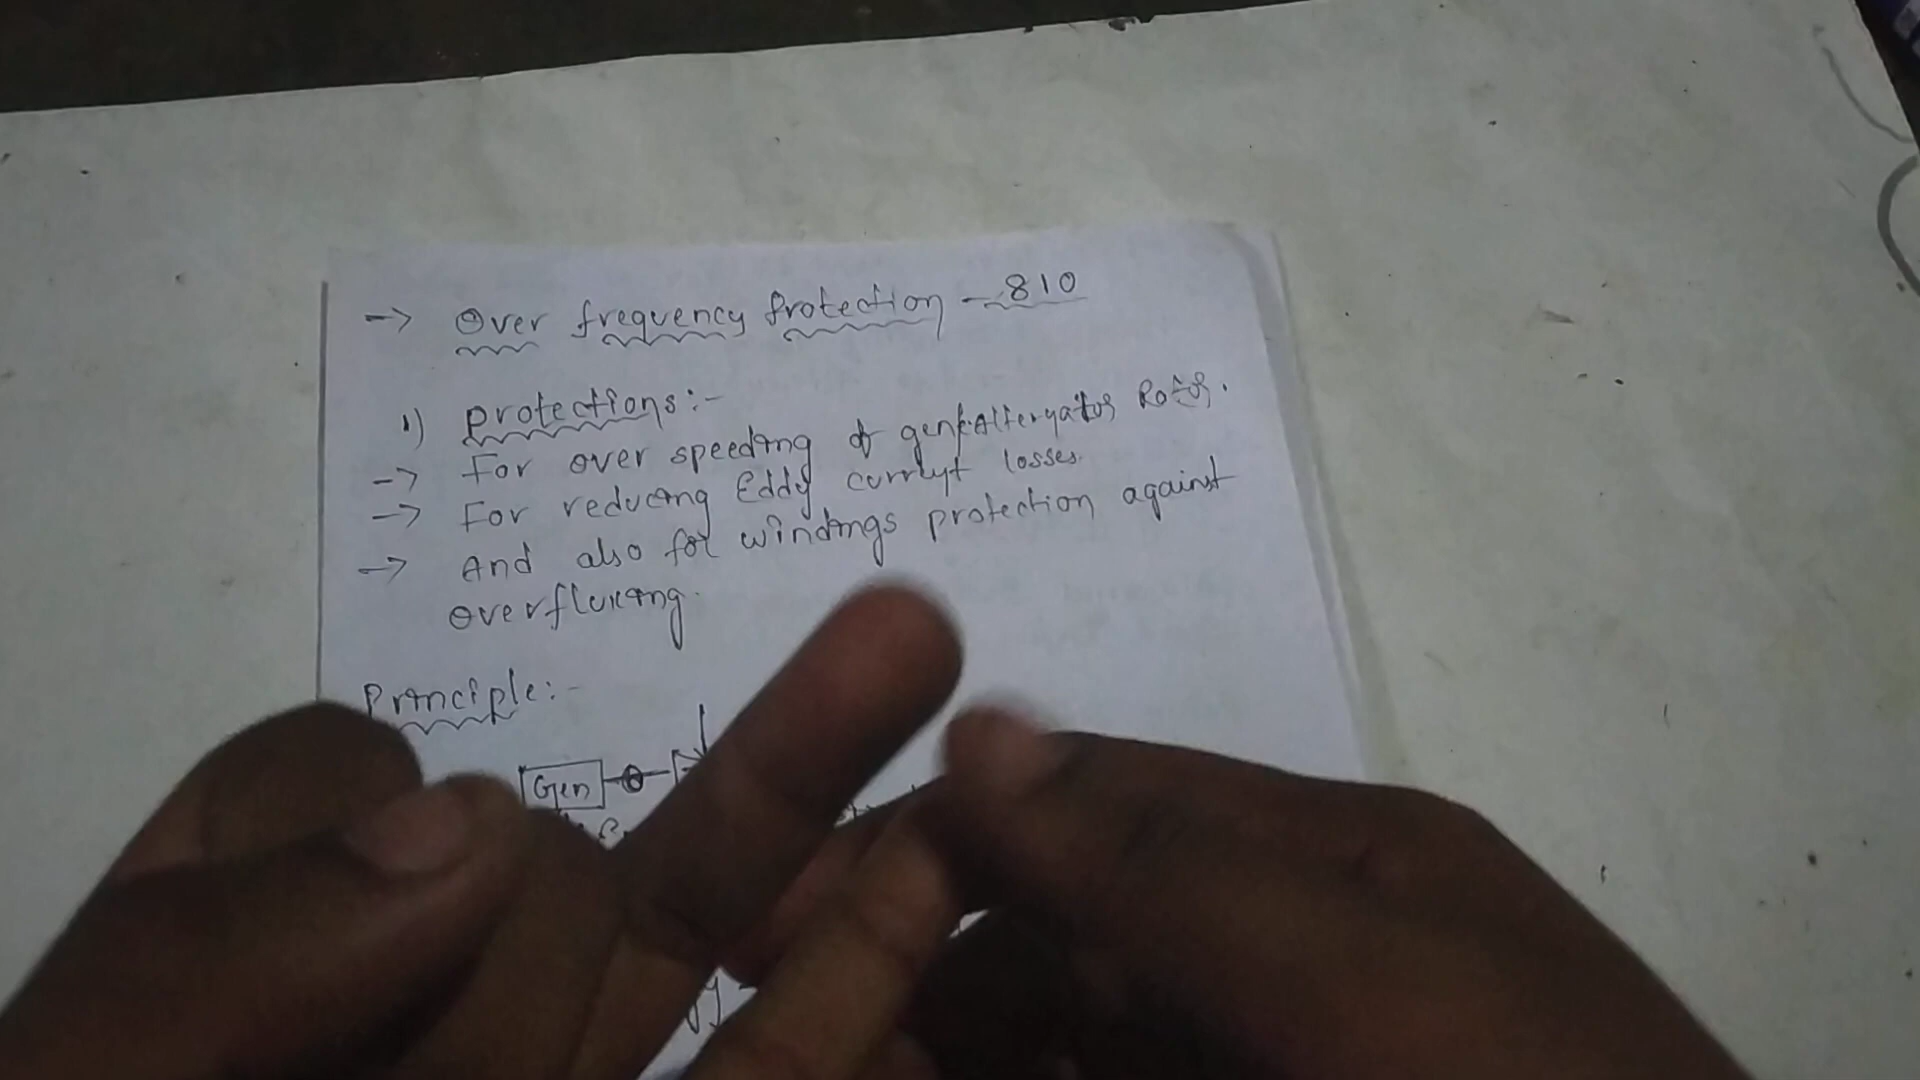 -> Over frequency Protection - 810
1) Protections:-
-> For over speeding of gen/Alternator Rotor.
-> For reducing Eddy current losses.
-> And also for windings protection against
overfluxing.
Principle:-
Gen